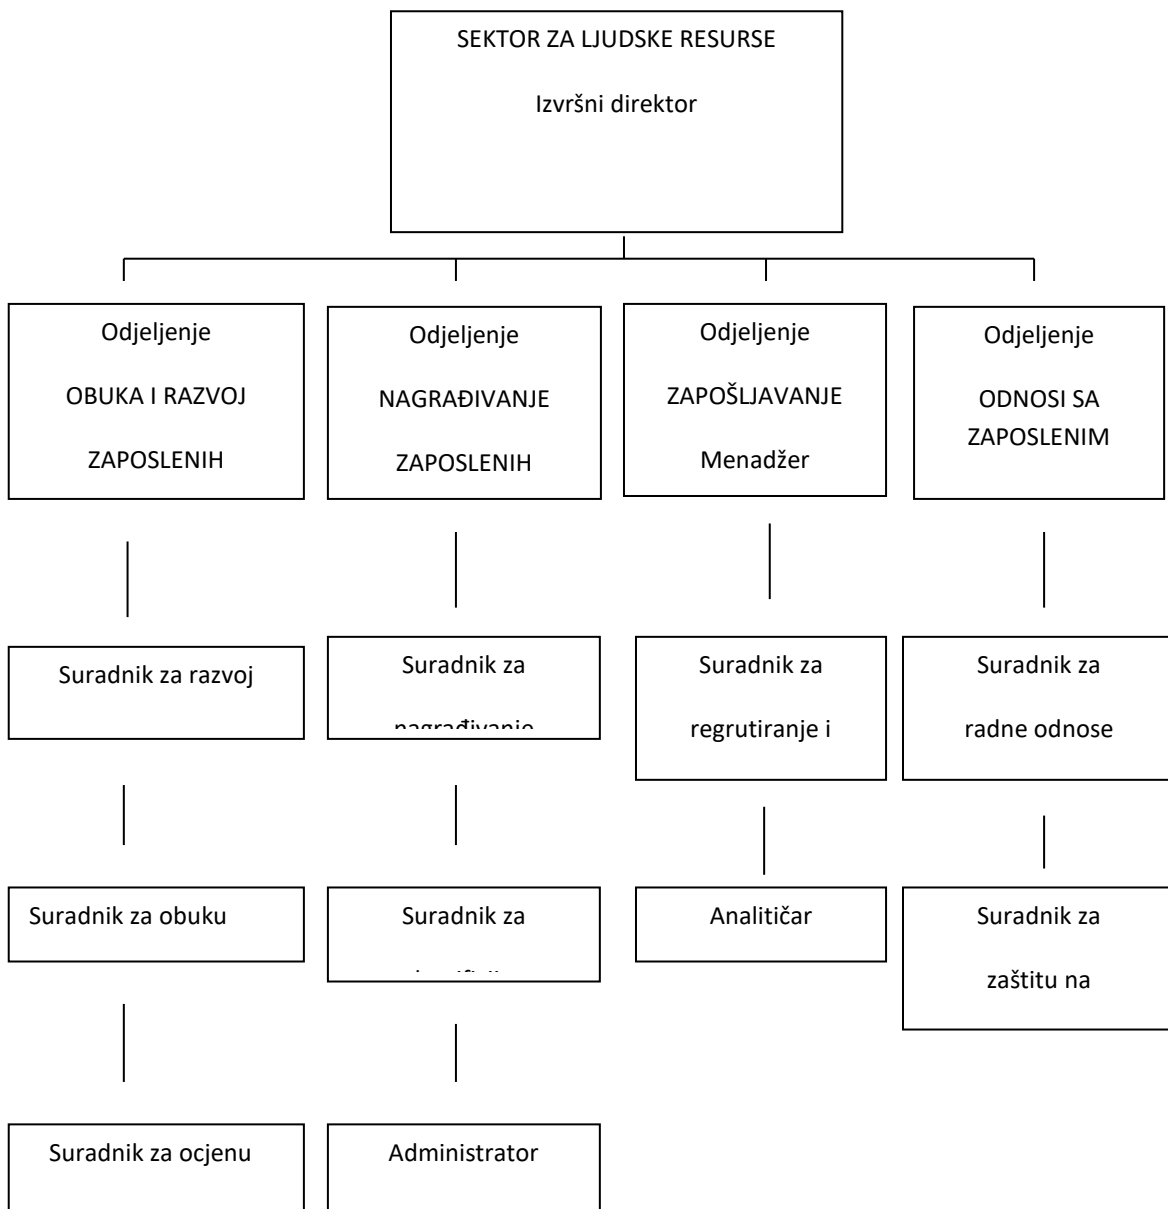 SEKTOR ZA LJUDSKE RESURSE
Izvršni direktor
Odjeljenje
OBUKA I RAZVOJ
ZAPOSLENIH
Odjeljenje
NAGRAĐIVANJE
ZAPOSLENIH
Odjeljenje
ZAPOŠLJAVANJE
Menadžer
Odjeljenje
ODNOSI SA
ZAPOSLENIM
Suradnik za razvoj
Suradnik za
nagrađivanje
Suradnik za
regrutiranje i
Suradnik za
radne odnose
Suradnik za obuku
Suradnik za
Analitičar
Suradnik za
zaštitu na
Suradnik za ocjenu
Administrator